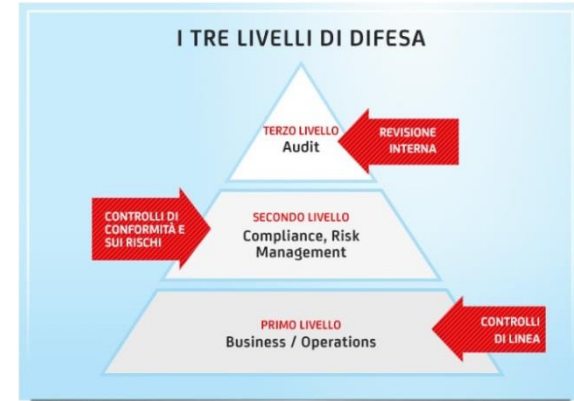 I TRE LIVELLI DI DIFESA
TERZO LIVELLO
Audit
REVISIONE
INTERNA
CONTROLLI DI
CONFORMITÀ E
SUI RISCHI
SECONDO LIVELLO
Compliance, Risk
Management
PRIMO LIVELLO
Business / Operations
CONTROLLI
DI LINEA